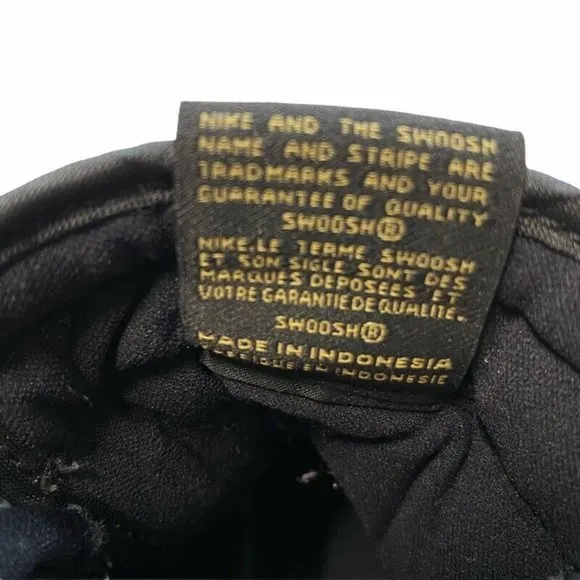 NIKE AND THE SWOOSH
NAME AND STRIPE ARE
TRADMARKS AND YOUR
GUARANTEE OF QUALITY
SWOOSH®
NIKE.LE TERME SWOOSH
ET SON SIGLE SONT DES
MARQUES DEPOSEES ET
VOTRE GARANTIE DE QUALITE.
SWOOSH®
MADE IN INDONESIA
FABRIQUE EN INDONESIE